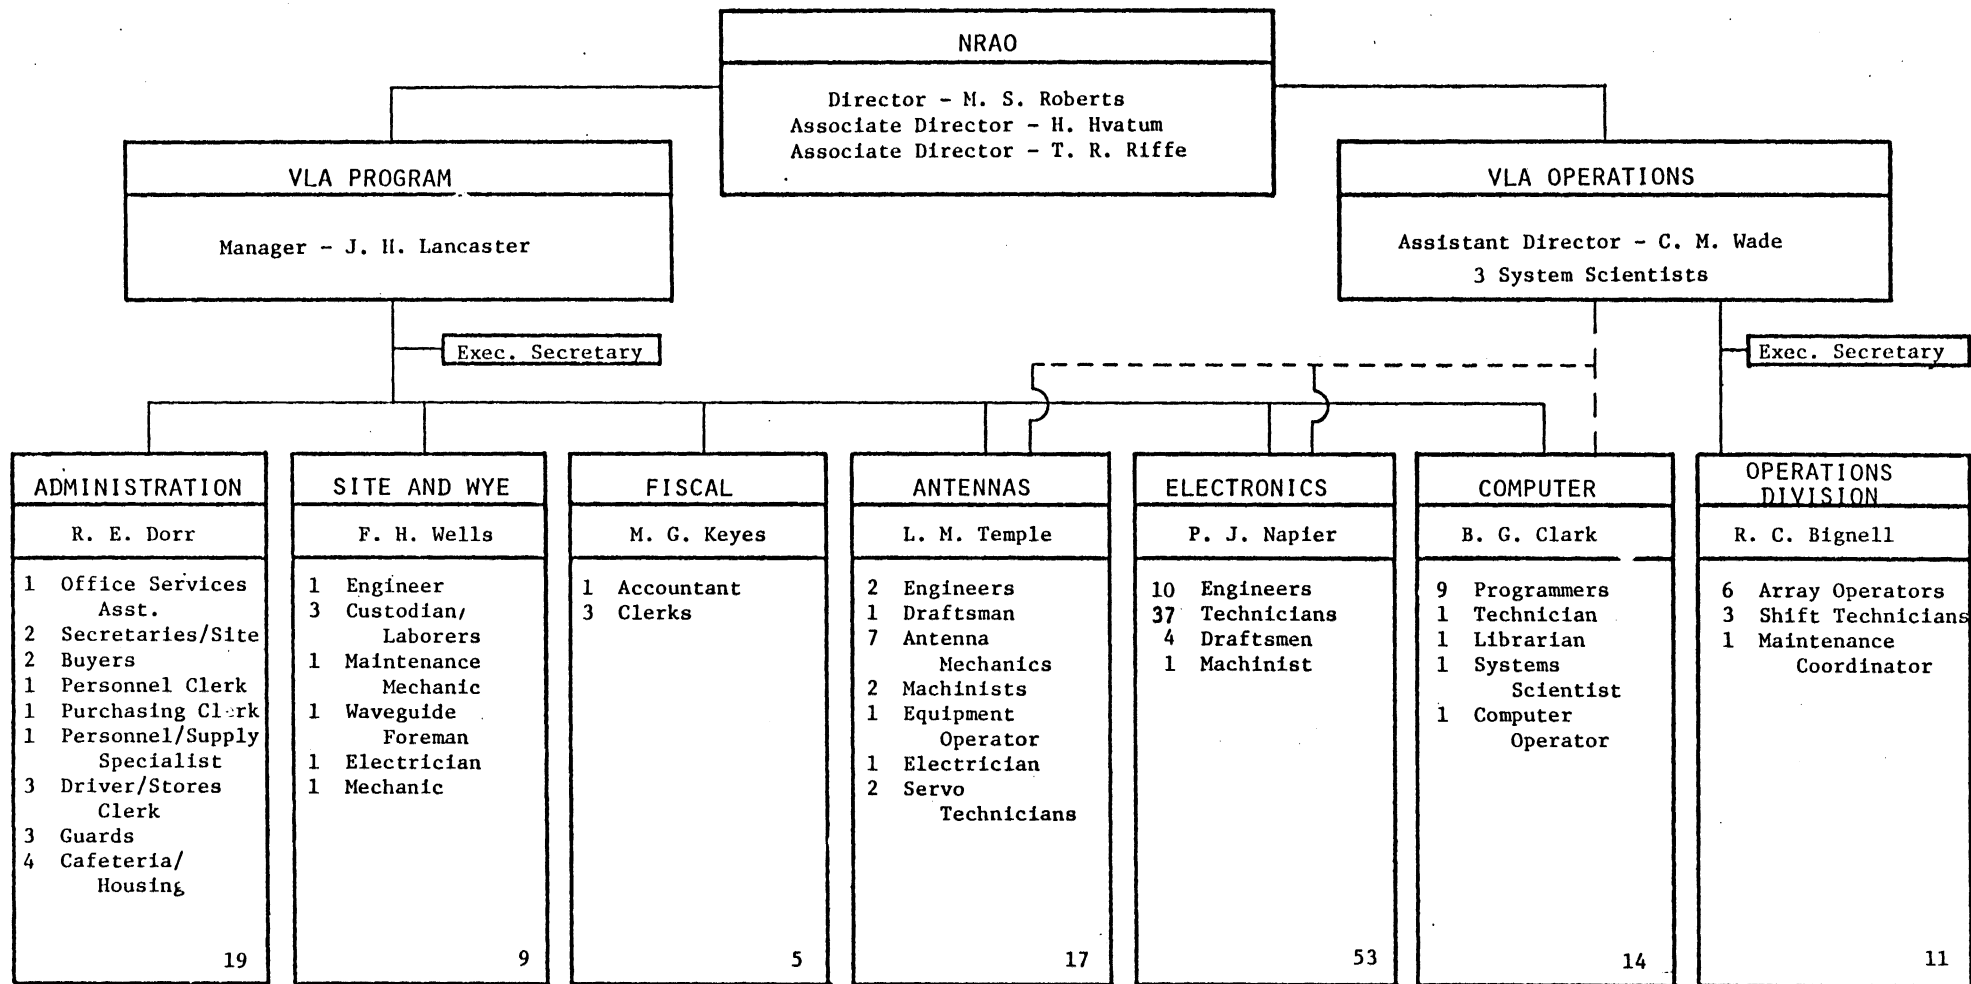 NRAO
Director - M. S. Roberts
Associate Director - H. Hvatum
Associate Director - T. R. Riffe
VLA PROGRAM
Manager - J. H. Lancaster
VLA OPERATIONS
Assistant Director - C. M. Wade
3 System Scientists
Exec. Secretary
Exec. Secretary
ADMINISTRATION
R. E. Dorr
1 Office Services
Asst.
2 Secretaries/Site
2 Buyers
1 Personnel Clerk
1 Purchasing Clerk
1 Personnel/Supply
Specialist
3 Driver/Stores
Clerk
3 Guards
4 Cafeteria/
Housing
19
SITE AND WYE
F. H. Wells
1 Engineer
3 Custodian/
Laborers
1 Maintenance
Mechanic
1 Waveguide
Foreman
1 Electrician
1 Mechanic
9
FISCAL
M. G. Keyes
1 Accountant
3 Clerks
5
ANTENNAS
L. M. Temple
2 Engineers
1 Draftsman
7 Antenna
Mechanics
2 Machinists
1 Equipment
Operator
1 Electrician
2 Servo
Technicians
17
ELECTRONICS
P. J. Napier
10 Engineers
37 Technicians
4 Draftsmen
1 Machinist
53
COMPUTER
B. G. Clark
9 Programmers
1 Technician
1 Librarian
1 Systems
Scientist
1 Computer
Operator
14
OPERATIONS
DIVISION
R. C. Bignell
6 Array Operators
3 Shift Technicians
1 Maintenance
Coordinator
11